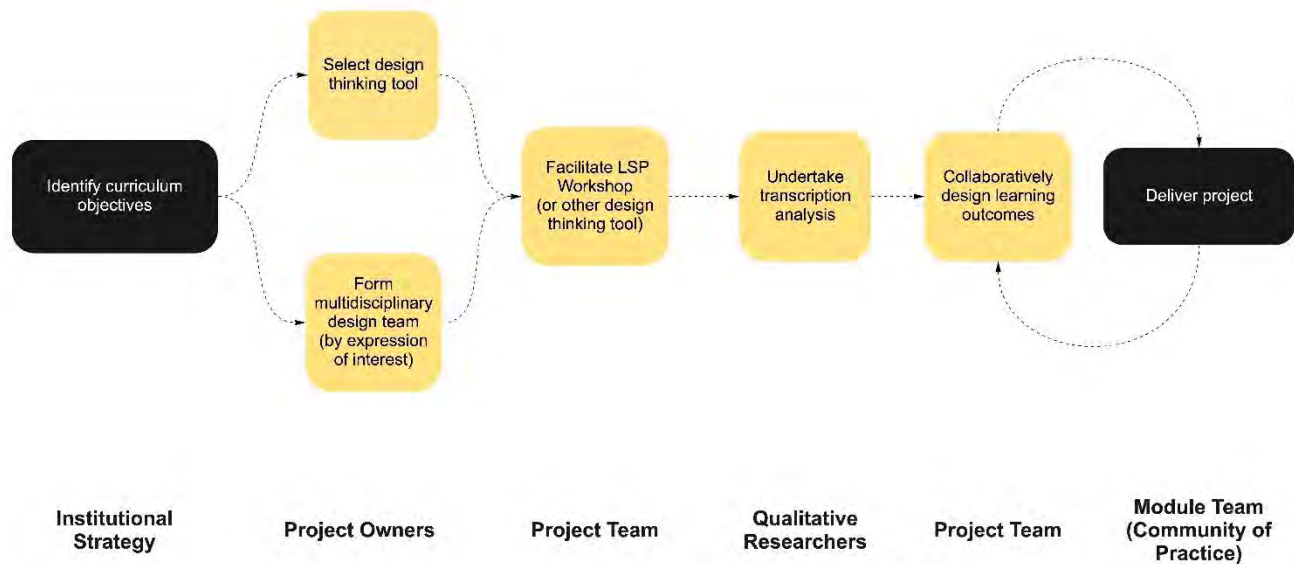 Select design
thinking tool
Identify curriculum
objectives
Facilitate LSP
Workshop
(or other design
thinking tool)
Undertake
transcription
analysis
Collaboratively
design learning
outcomes
Deliver project
Form
multidisciplinary
design team
(by expression
of interest)
Institutional
Strategy
Project Owners
Project Team
Qualitative
Researchers
Project Team
Module Team
(Community of
Practice)